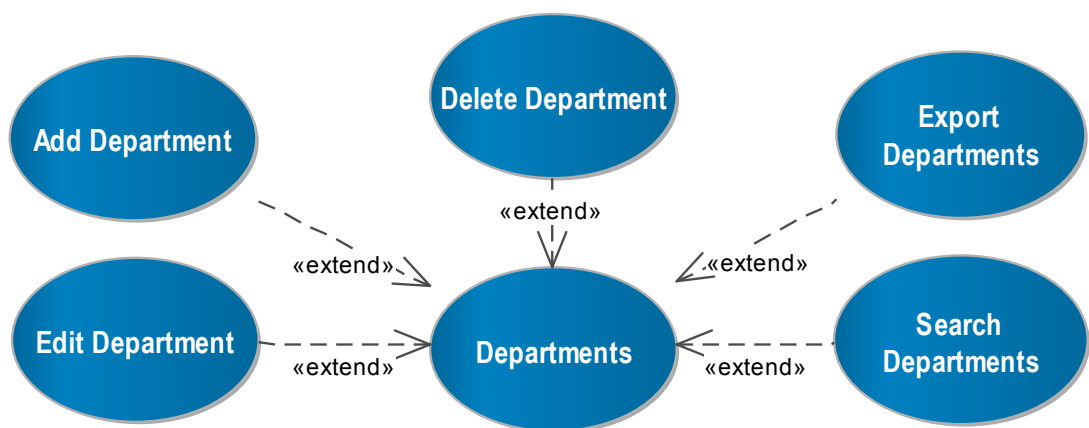 Delete Department
Add Department
Export
Departments
«extend»
«extend»
«extend»
Edit Department
Departments
Search
Departments
«extend»
«extend»